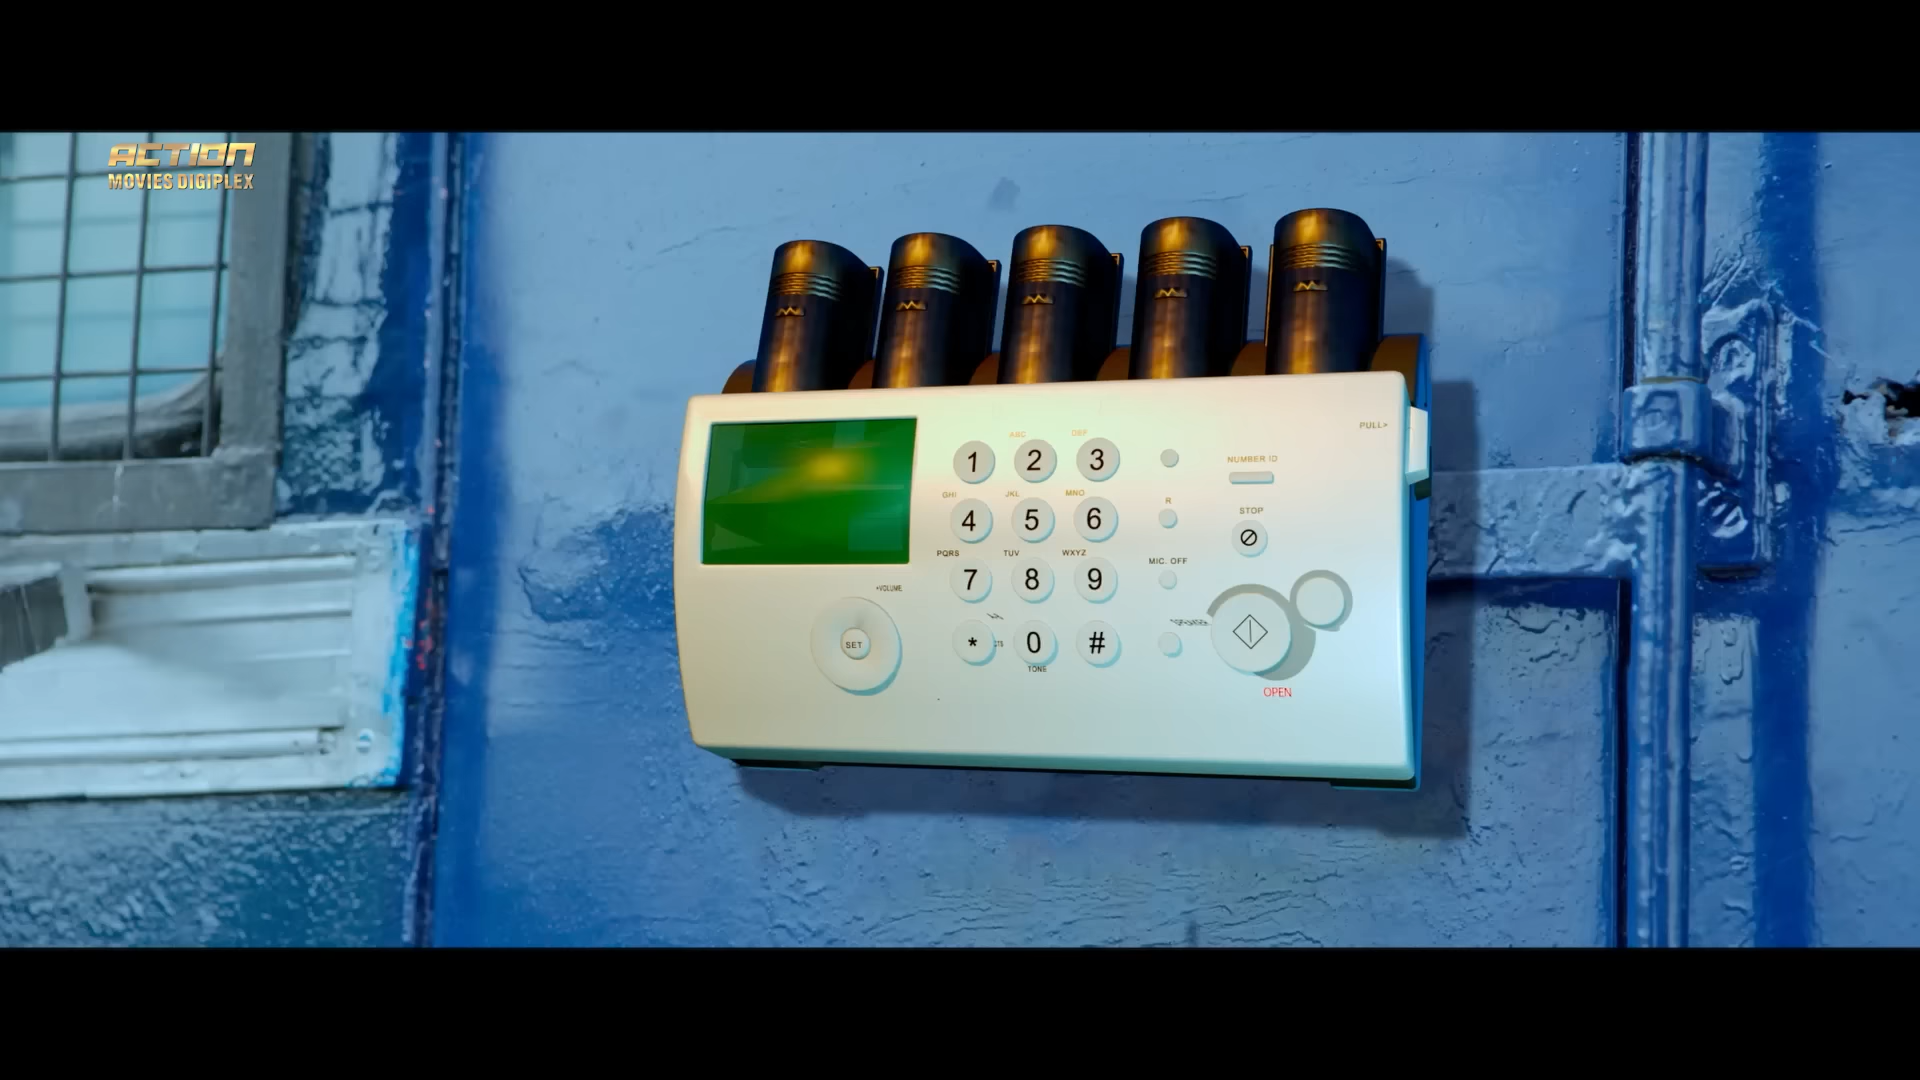 ACTION
MOVIES DIGIPLEX
PULL>
ABC DEF
1 2 3
NUMBER ID
GHI JKL MNO
R
4 5 6
STOP
PQRS TUV WXYZ
MIC. OFF
7 8 9
+VOLUME
SET
* 0 #
TONE
OPEN